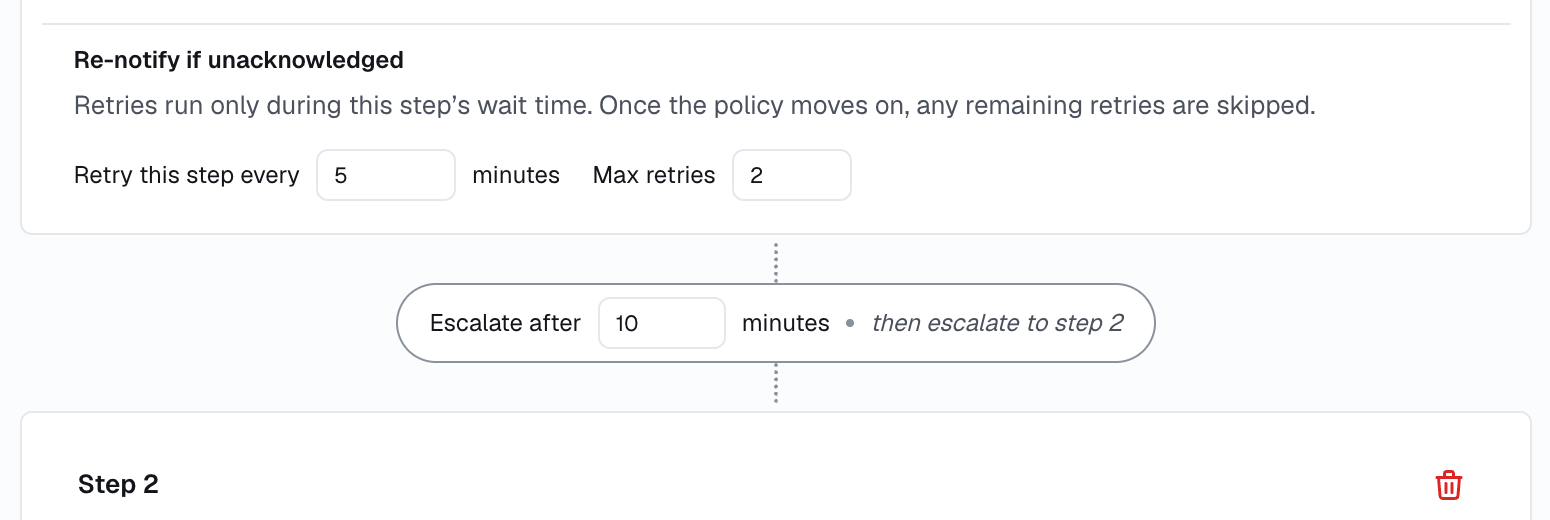 Re-notify if unacknowledged
Retries run only during this step’s wait time. Once the policy moves on, any remaining retries are skipped.
Retry this step every 5 minutes Max retries 2
Escalate after 10 minutes • then escalate to step 2
Step 2